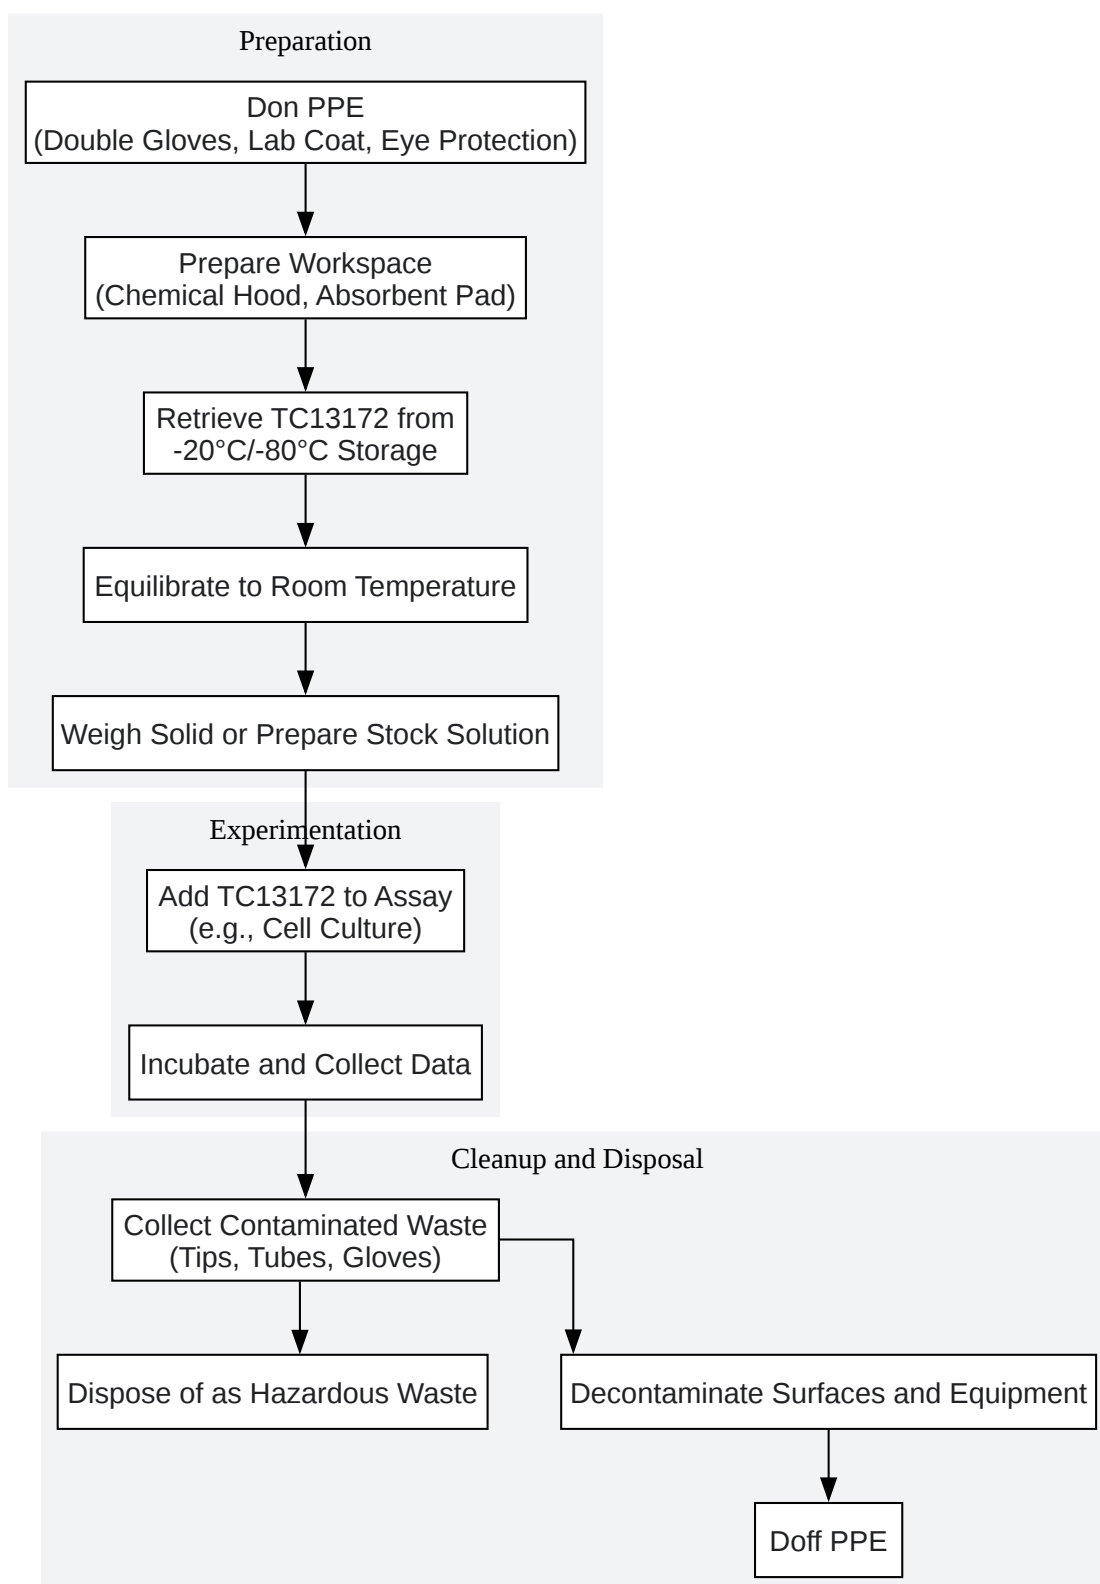 Preparation
Don PPE
(Double Gloves, Lab Coat, Eye Protection)
Prepare Workspace
(Chemical Hood, Absorbent Pad)
Retrieve TC13172 from
-20°C/-80°C Storage
Equilibrate to Room Temperature
Weigh Solid or Prepare Stock Solution
Experimentation
Add TC13172 to Assay
(e.g., Cell Culture)
Incubate and Collect Data
Cleanup and Disposal
Collect Contaminated Waste
(Tips, Tubes, Gloves)
Dispose of as Hazardous Waste
Decontaminate Surfaces and Equipment
Doff PPE